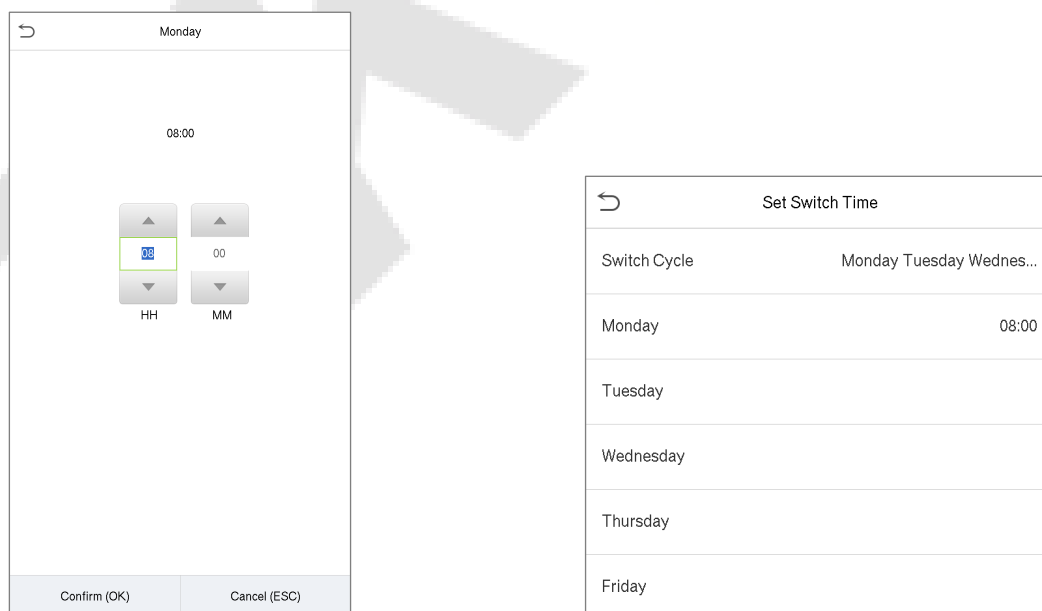 Monday
08:00
08 00
HH MM
Confirm (OK) Cancel (ESC)
Set Switch Time
Switch Cycle Monday Tuesday Wednes...
Monday 08:00
Tuesday
Wednesday
Thursday
Friday